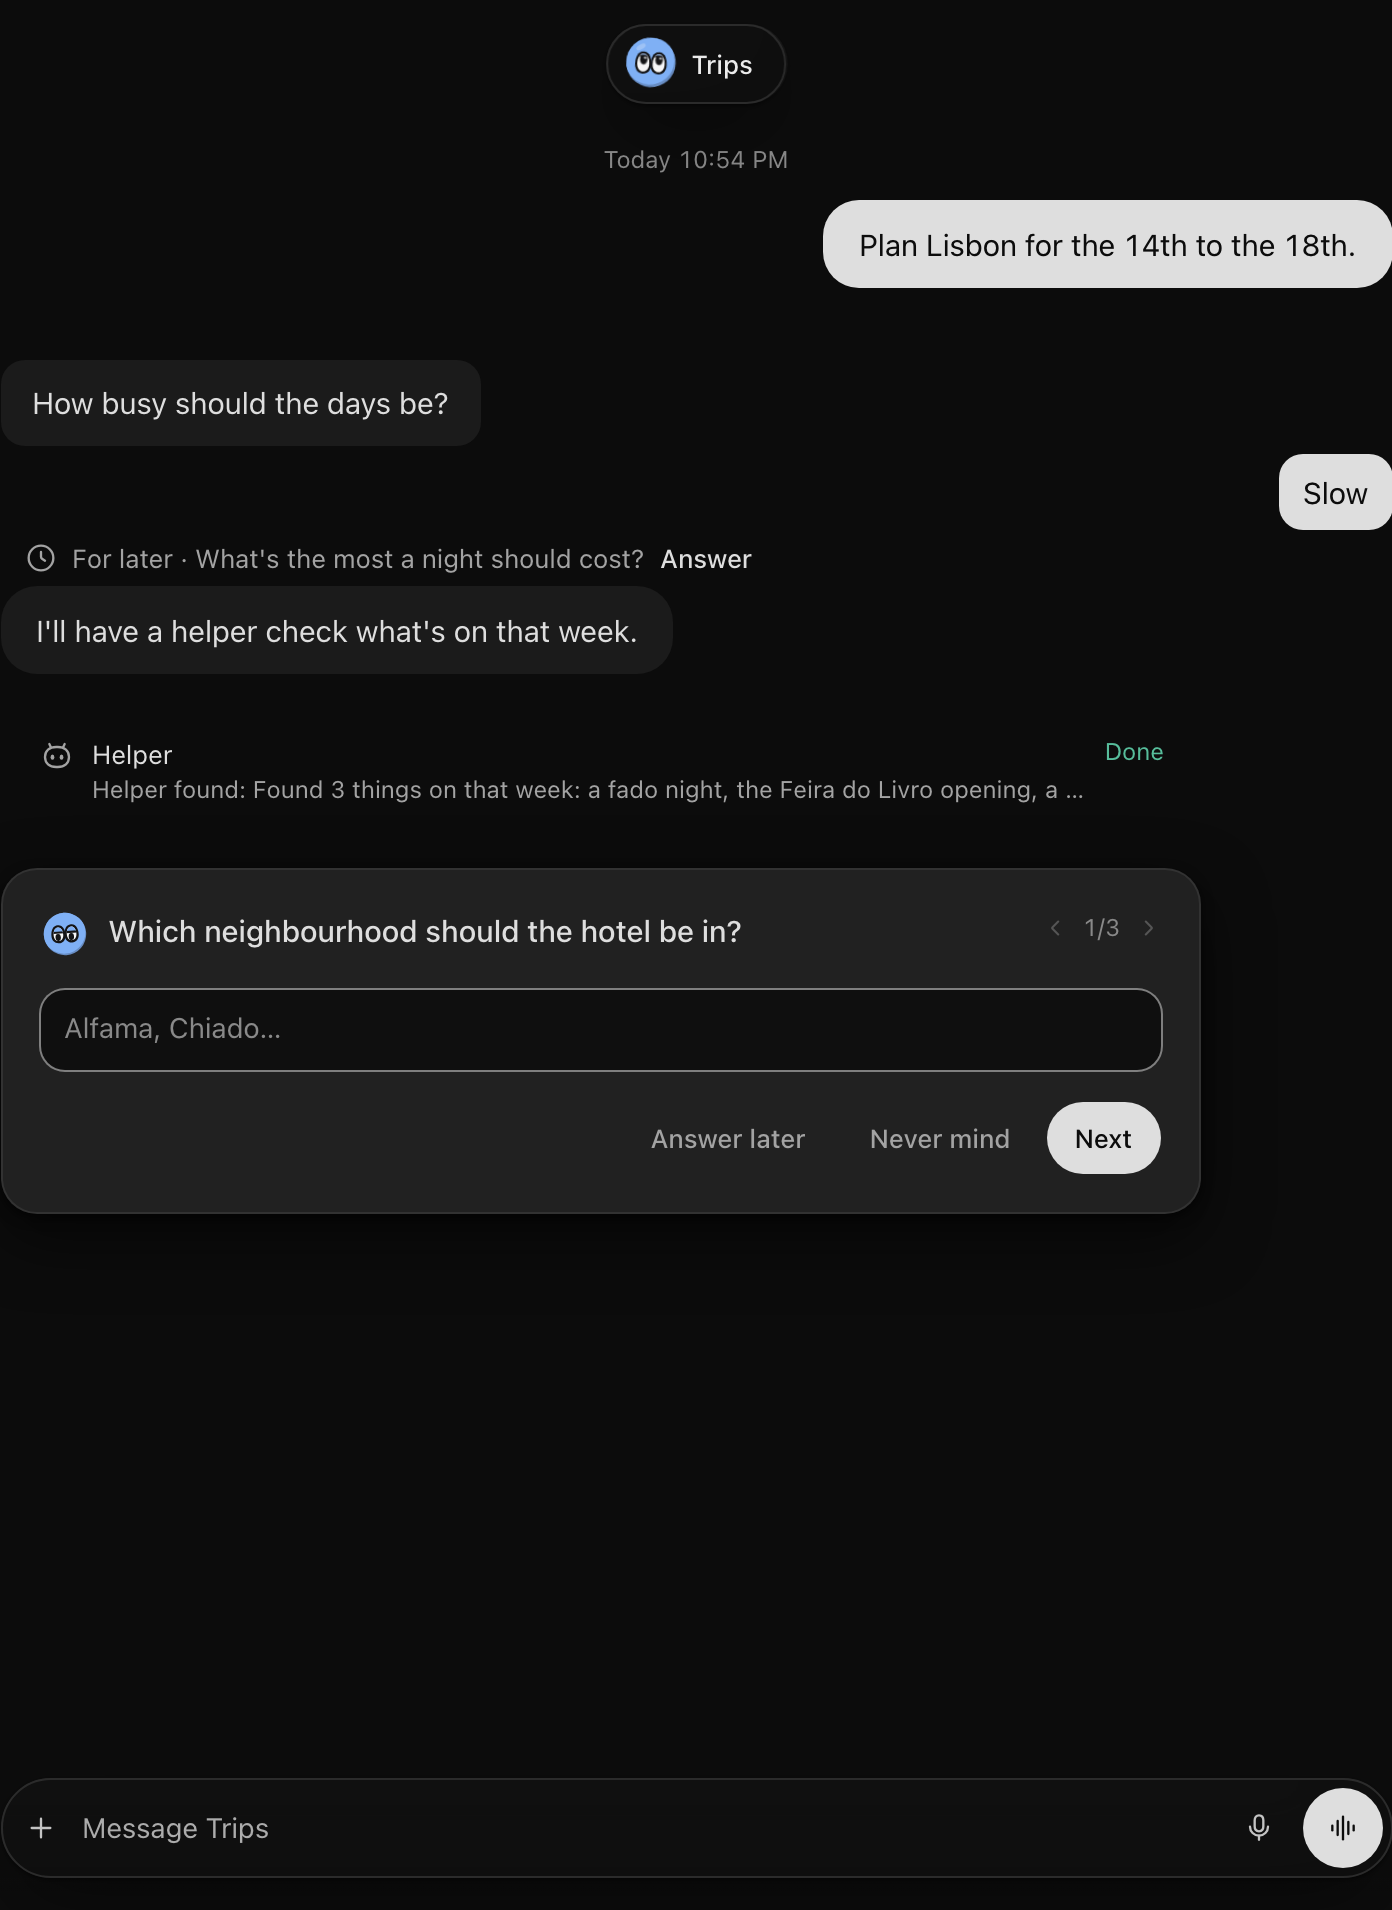 Trips
Today 10:54 PM
Plan Lisbon for the 14th to the 18th.
How busy should the days be?
Slow
For later · What's the most a night should cost? Answer
I'll have a helper check what's on that week.
Helper
Done
Helper found: Found 3 things on that week: a fado night, the Feira do Livro opening, a ...
Which neighbourhood should the hotel be in?
1/3
Alfama, Chiado...
Answer later
Never mind
Next
Message Trips